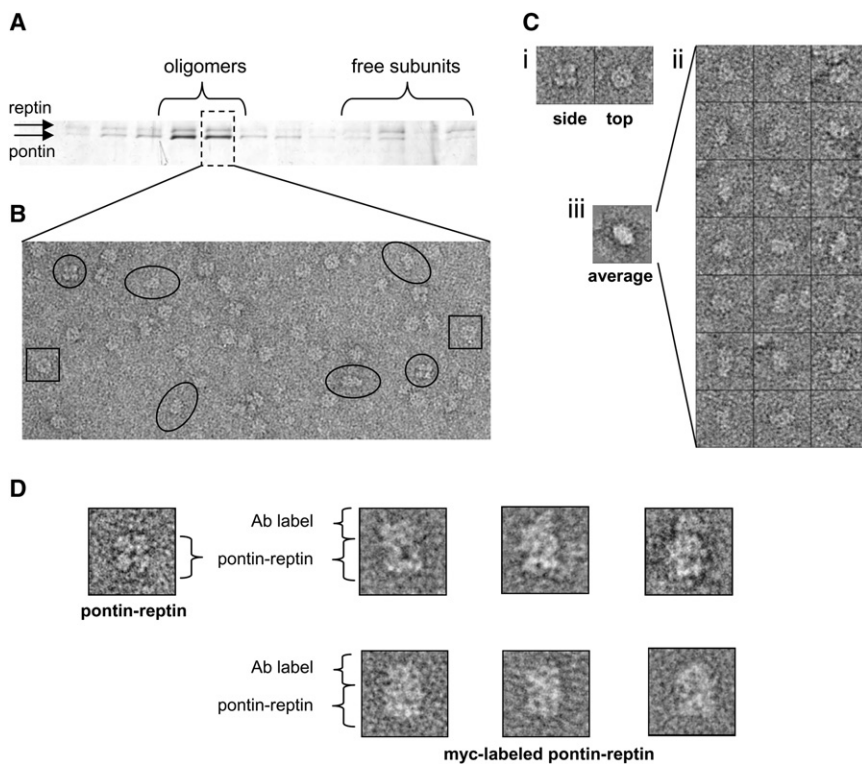 A
oligomers
free subunits
reptin
pontin
B
C
i
side
top
ii
iii
average
D
Ab label
pontin-reptin
pontin-reptin
Ab label
pontin-reptin
myc-labeled pontin-reptin